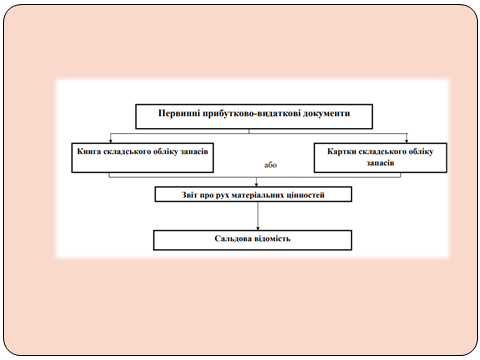 Первинні прибутково-видаткові документи
Книга складського обліку запасів
або
Картки складського обліку
запасів
Звіт про рух матеріальних цінностей
Сальдова відомість